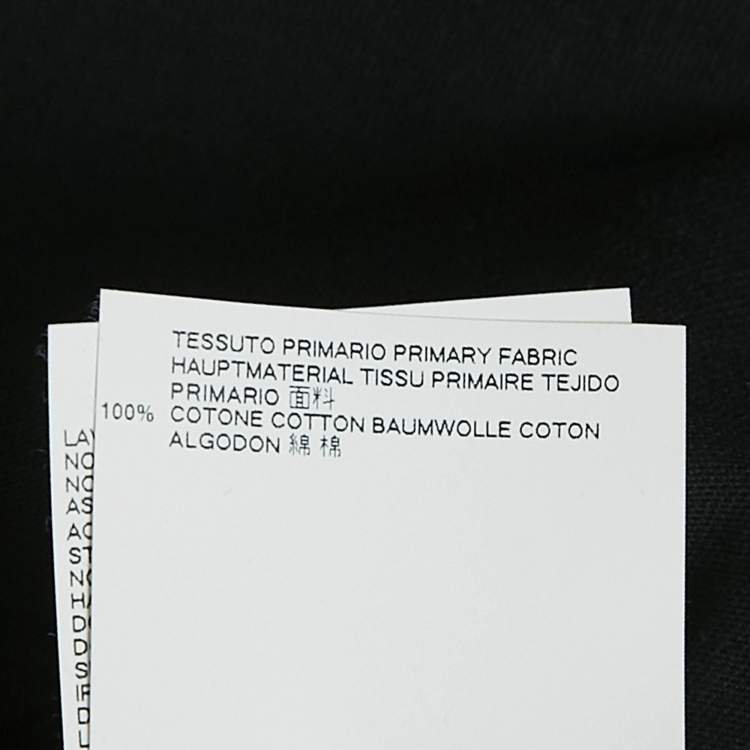 TESSUTO PRIMARIO PRIMARY FABRIC
HAUPTMATERIAL TISSU PRIMAIRE TEJIDO
PRIMARIO 面料
100% COTONE COTTON BAUMWOLLE COTON
ALGODON 綿 棉